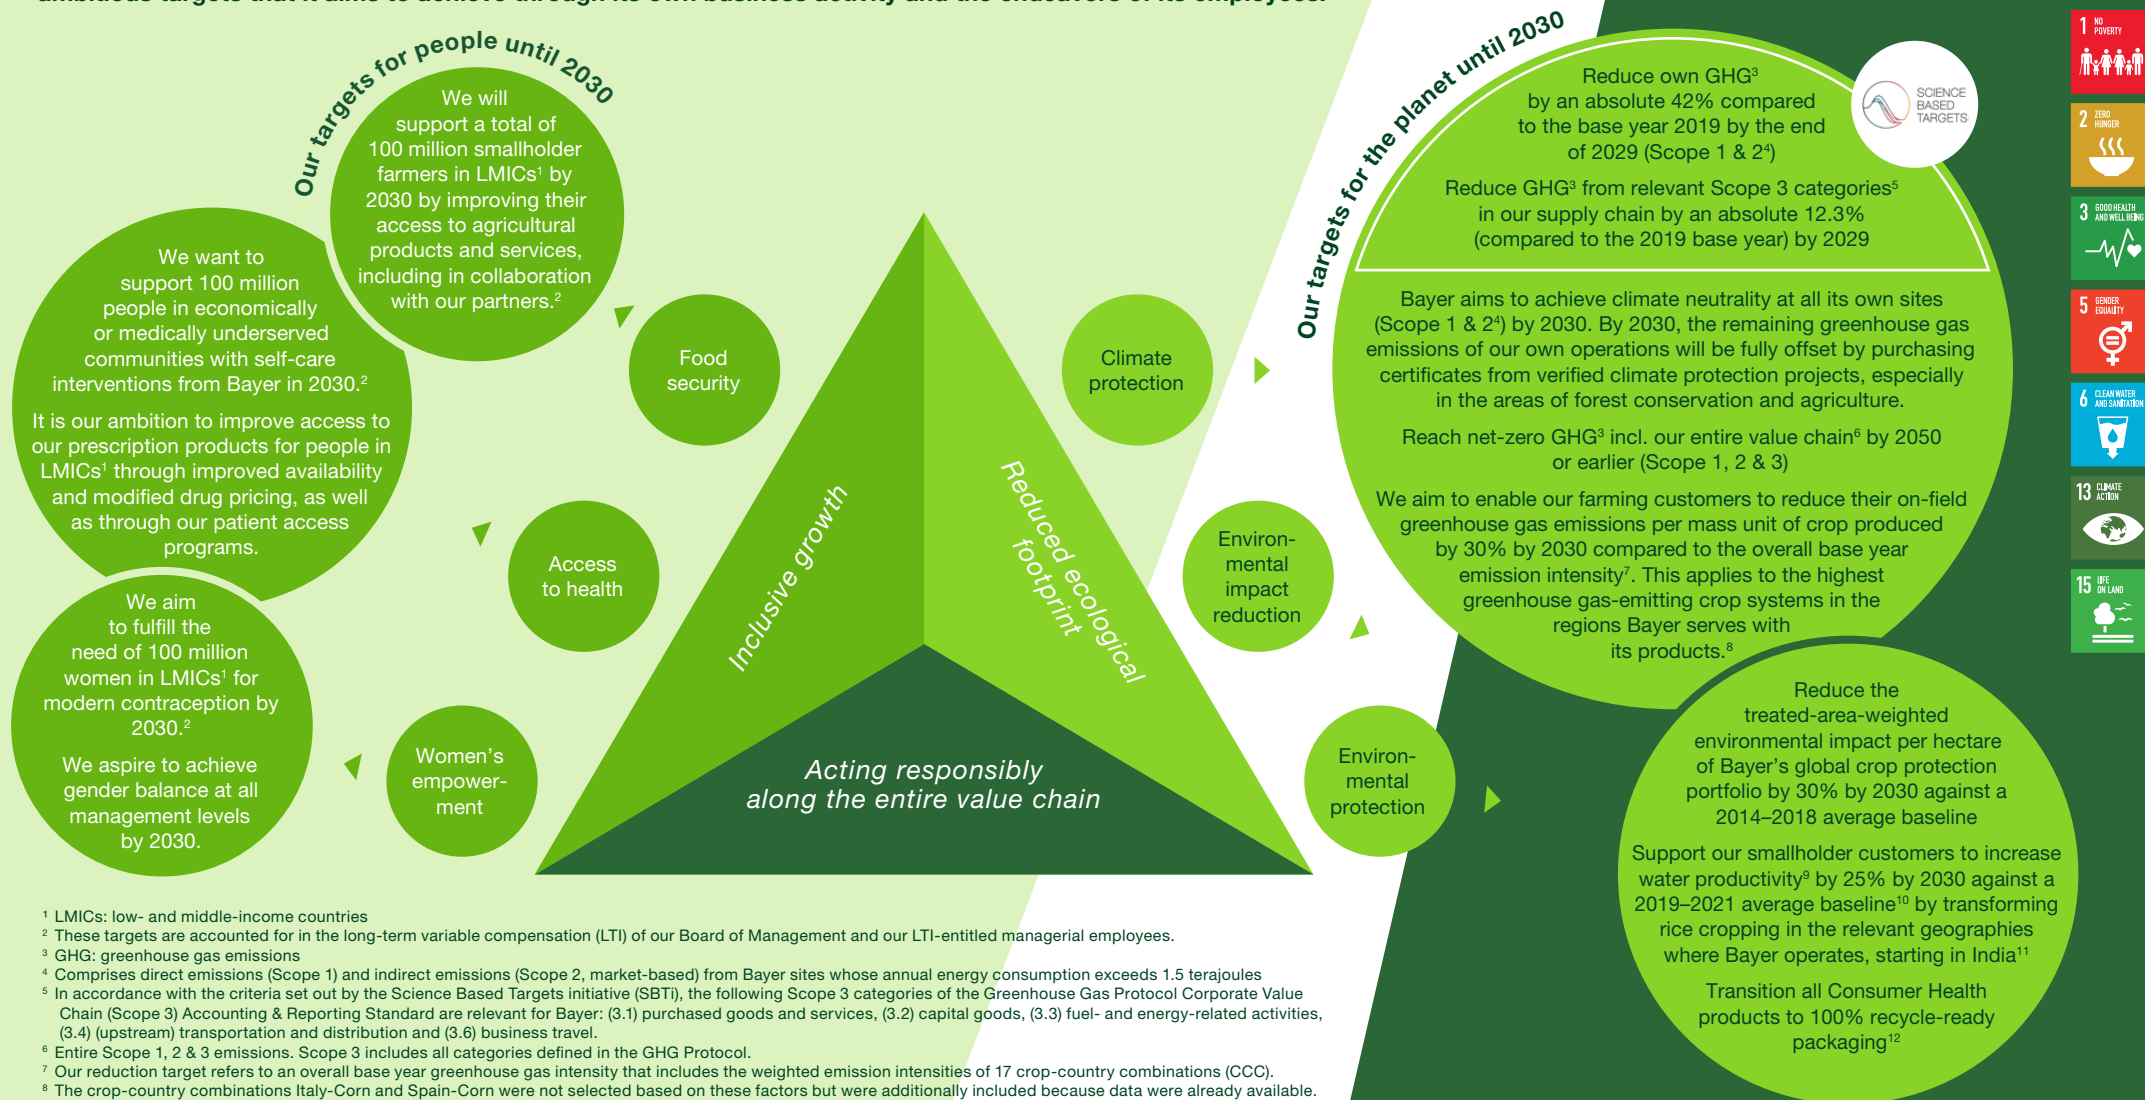 ambitious targets that it aims to achieve through its own business activity and the endeavors of its employees.
Our targets for people until 2030
We will
support a total of
100 million smallholder
farmers in LMICs¹ by
2030 by improving their
access to agricultural
products and services,
including in collaboration
with our partners.²
We want to
support 100 million
people in economically
or medically underserved
communities with self-care
interventions from Bayer in 2030.²
It is our ambition to improve access to
our prescription products for people in
LMICs¹ through improved availability
and modified drug pricing, as well
as through our patient access
programs.
We aim
to fulfill the
need of 100 million
women in LMICs¹ for
modern contraception by
2030.²
We aspire to achieve
gender balance at all
management levels
by 2030.
Food
security
Access
to health
Women's
empower-
ment
Inclusive growth
Reduced ecological
footprint
Acting responsibly
along the entire value chain
Climate
protection
Environ-
mental
impact
reduction
Environ-
mental
protection
Our targets for the planet until 2030
Reduce own GHG³
by an absolute 42% compared
to the base year 2019 by the end
of 2029 (Scope 1 & 2⁴)
Reduce GHG³ from relevant Scope 3 categories⁵
in our supply chain by an absolute 12.3%
(compared to the 2019 base year) by 2029
SCIENCE
BASED
TARGETS
Bayer aims to achieve climate neutrality at all its own sites
(Scope 1 & 2⁴) by 2030. By 2030, the remaining greenhouse gas
emissions of our own operations will be fully offset by purchasing
certificates from verified climate protection projects, especially
in the areas of forest conservation and agriculture.
Reach net-zero GHG³ incl. our entire value chain⁶ by 2050
or earlier (Scope 1, 2 & 3)
We aim to enable our farming customers to reduce their on-field
greenhouse gas emissions per mass unit of crop produced
by 30% by 2030 compared to the overall base year
emission intensity⁷. This applies to the highest
greenhouse gas-emitting crop systems in the
regions Bayer serves with
its products.⁸
Reduce the
treated-area-weighted
environmental impact per hectare
of Bayer's global crop protection
portfolio by 30% by 2030 against a
2014–2018 average baseline
Support our smallholder customers to increase
water productivity⁹ by 25% by 2030 against a
2019–2021 average baseline¹⁰ by transforming
rice cropping in the relevant geographies
where Bayer operates, starting in India¹¹
Transition all Consumer Health
products to 100% recycle-ready
packaging¹²
1 NO
POVERTY
2 ZERO
HUNGER
3 GOOD HEALTH
AND WELL BEING
5 GENDER
EQUALITY
6 CLEAN WATER
AND SANITATION
13 CLIMATE
ACTION
15 LIFE
ON LAND
¹ LMICs: low- and middle-income countries
² These targets are accounted for in the long-term variable compensation (LTI) of our Board of Management and our LTI-entitled managerial employees.
³ GHG: greenhouse gas emissions
⁴ Comprises direct emissions (Scope 1) and indirect emissions (Scope 2, market-based) from Bayer sites whose annual energy consumption exceeds 1.5 terajoules
⁵ In accordance with the criteria set out by the Science Based Targets initiative (SBTi), the following Scope 3 categories of the Greenhouse Gas Protocol Corporate Value
Chain (Scope 3) Accounting & Reporting Standard are relevant for Bayer: (3.1) purchased goods and services, (3.2) capital goods, (3.3) fuel- and energy-related activities,
(3.4) (upstream) transportation and distribution and (3.6) business travel.
⁶ Entire Scope 1, 2 & 3 emissions. Scope 3 includes all categories defined in the GHG Protocol.
⁷ Our reduction target refers to an overall base year greenhouse gas intensity that includes the weighted emission intensities of 17 crop-country combinations (CCC).
⁸ The crop-country combinations Italy-Corn and Spain-Corn were not selected based on these factors but were additionally included because data were already available.